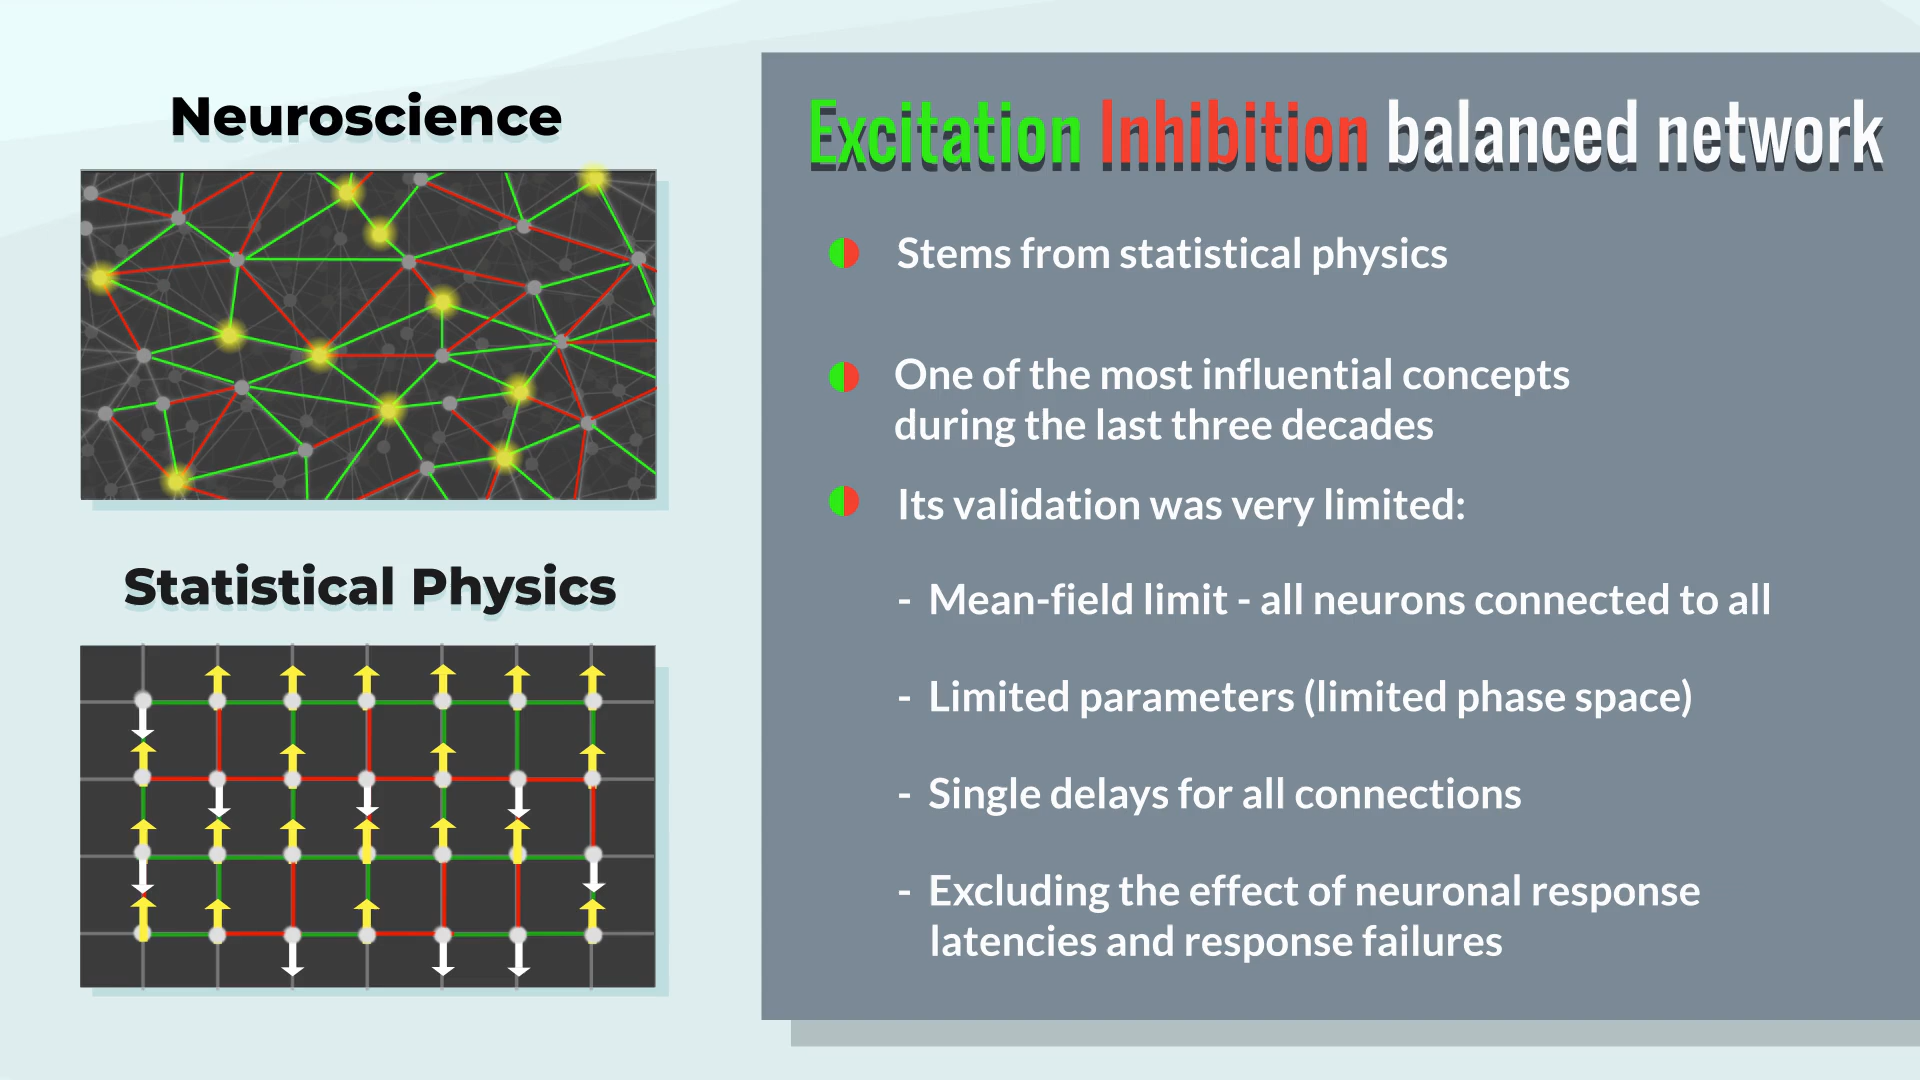 Neuroscience
Statistical Physics
Excitation Inhibition balanced network
Stems from statistical physics
One of the most influential concepts
during the last three decades
Its validation was very limited:
- Mean-field limit - all neurons connected to all
- Limited parameters (limited phase space)
- Single delays for all connections
- Excluding the effect of neuronal response
latencies and response failures